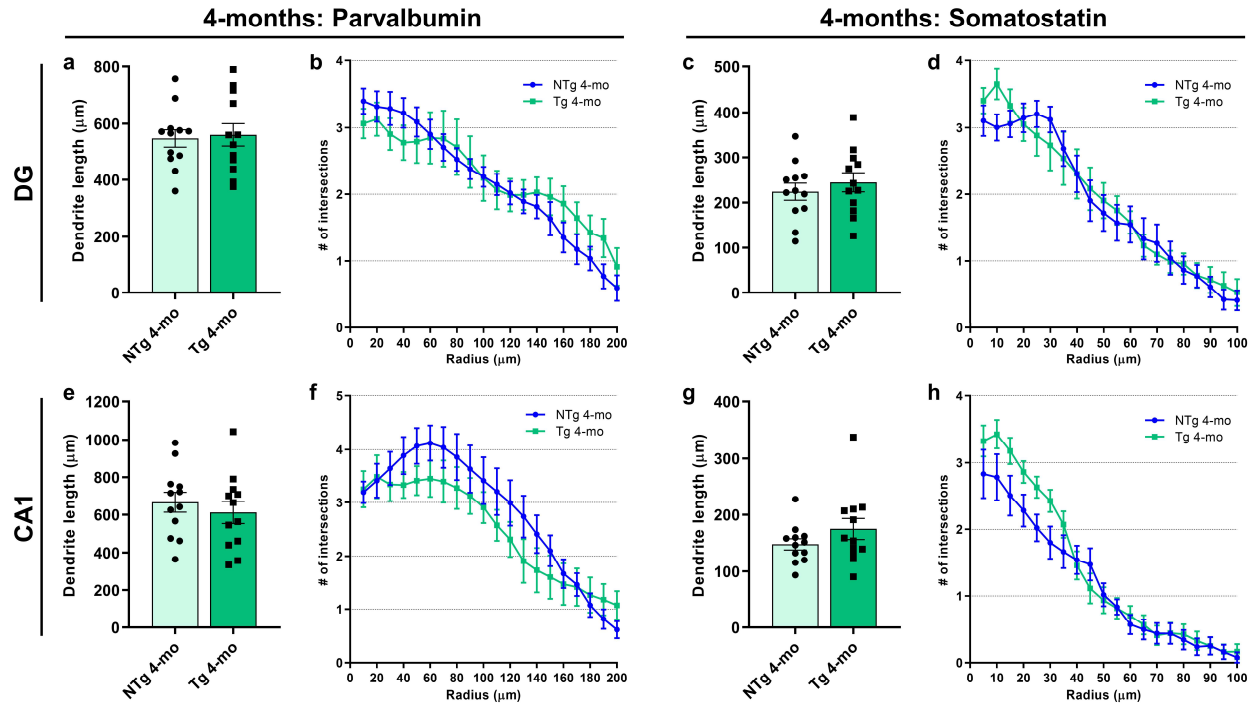 4-months: Parvalbumin
4-months: Somatostatin
DG
a
Dendrite length (μm)
800
600
400
200
0
NTg 4-mo
Tg 4-mo
b
# of intersections
4
3
2
1
0
NTg 4-mo
Tg 4-mo
20 40 60 80 100 120 140 160 180 200
Radius (μm)
c
Dendrite length (μm)
500
400
300
200
100
0
NTg 4-mo
Tg 4-mo
d
# of intersections
4
3
2
1
0
NTg 4-mo
Tg 4-mo
0 10 20 30 40 50 60 70 80 90 100
Radius (μm)
CA1
e
Dendrite length (μm)
1200
1000
800
600
400
200
0
NTg 4-mo
Tg 4-mo
f
# of intersections
5
4
3
2
1
0
NTg 4-mo
Tg 4-mo
20 40 60 80 100 120 140 160 180 200
Radius (μm)
g
Dendrite length (μm)
400
300
200
100
0
NTg 4-mo
Tg 4-mo
h
# of intersections
4
3
2
1
0
NTg 4-mo
Tg 4-mo
0 10 20 30 40 50 60 70 80 90 100
Radius (μm)